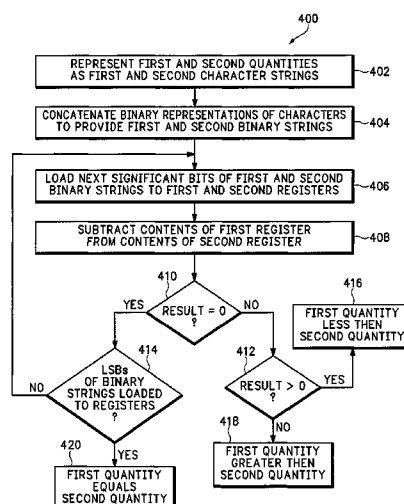 400
REPRESENT FIRST AND SECOND QUANTITIES
AS FIRST AND SECOND CHARACTER STRINGS
402
CONCATENATE BINARY REPRESENTATIONS OF CHARACTERS
TO PROVIDE FIRST AND SECOND BINARY STRINGS
404
LOAD NEXT SIGNIFICANT BITS OF FIRST AND SECOND
BINARY STRINGS TO FIRST AND SECOND REGISTERS
406
SUBTRACT CONTENTS OF FIRST REGISTER
FROM CONTENTS OF SECOND REGISTER
408
410
RESULT = 0
?
YES
NO
416
FIRST QUANTITY
LESS THEN
SECOND QUANTITY
414
LSBs
OF BINARY
STRINGS LOADED
TO REGISTERS
?
NO
YES
412
RESULT > 0
?
YES
NO
418
FIRST QUANTITY
GREATER THEN
SECOND QUANTITY
420
FIRST QUANTITY
EQUALS
SECOND QUANTITY